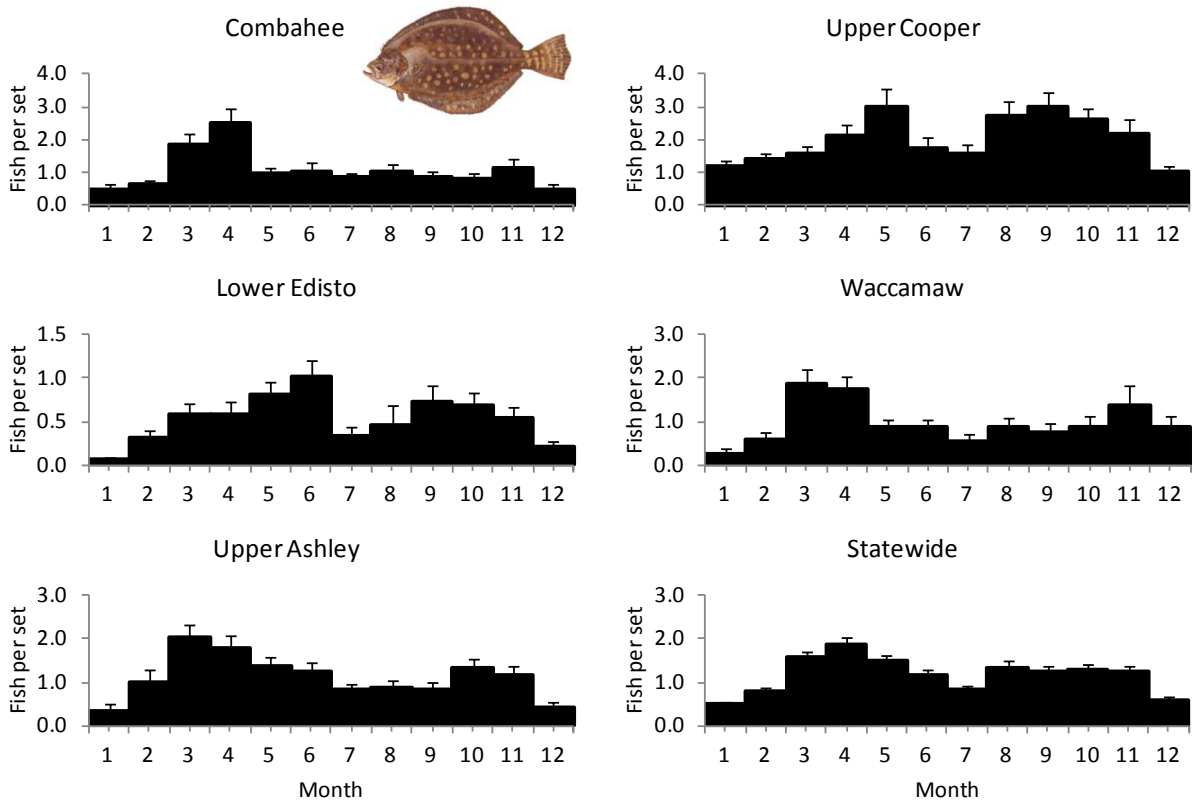 Combahee
Fish per set
4.0
3.0
2.0
1.0
0.0
1 2 3 4 5 6 7 8 9 10 11 12
Upper Cooper
Fish per set
4.0
3.0
2.0
1.0
0.0
1 2 3 4 5 6 7 8 9 10 11 12
Lower Edisto
Fish per set
1.5
1.0
0.5
0.0
1 2 3 4 5 6 7 8 9 10 11 12
Waccamaw
Fish per set
3.0
2.0
1.0
0.0
1 2 3 4 5 6 7 8 9 10 11 12
Upper Ashley
Fish per set
3.0
2.0
1.0
0.0
1 2 3 4 5 6 7 8 9 10 11 12
Month
Statewide
Fish per set
3.0
2.0
1.0
0.0
1 2 3 4 5 6 7 8 9 10 11 12
Month